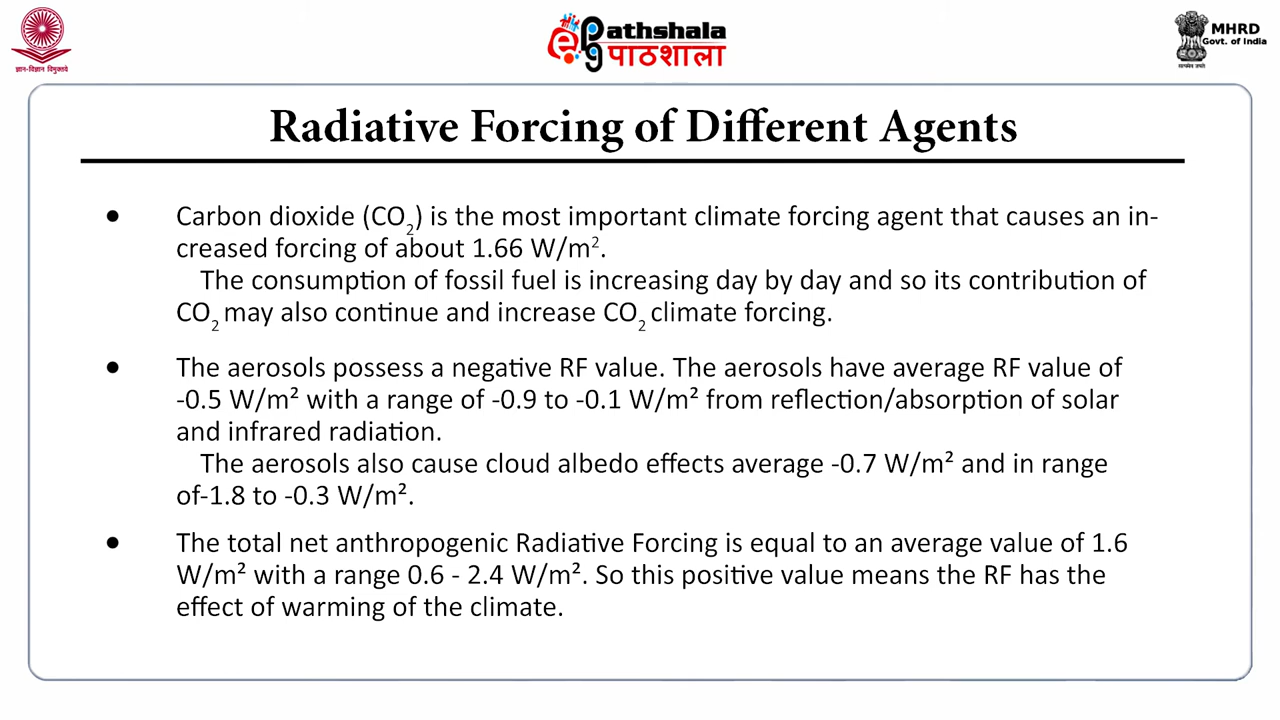 ज्ञान-विज्ञान विमुक्तये
ePg athshala
पाठशाला
MHRD
Govt. of India
सत्यमेव जयते
Radiative Forcing of Different Agents
● Carbon dioxide (CO₂) is the most important climate forcing agent that causes an in-
creased forcing of about 1.66 W/m².
The consumption of fossil fuel is increasing day by day and so its contribution of
CO₂ may also continue and increase CO₂ climate forcing.
● The aerosols possess a negative RF value. The aerosols have average RF value of
-0.5 W/m² with a range of -0.9 to -0.1 W/m² from reflection/absorption of solar
and infrared radiation.
The aerosols also cause cloud albedo effects average -0.7 W/m² and in range
of-1.8 to -0.3 W/m².
● The total net anthropogenic Radiative Forcing is equal to an average value of 1.6
W/m² with a range 0.6 - 2.4 W/m². So this positive value means the RF has the
effect of warming of the climate.